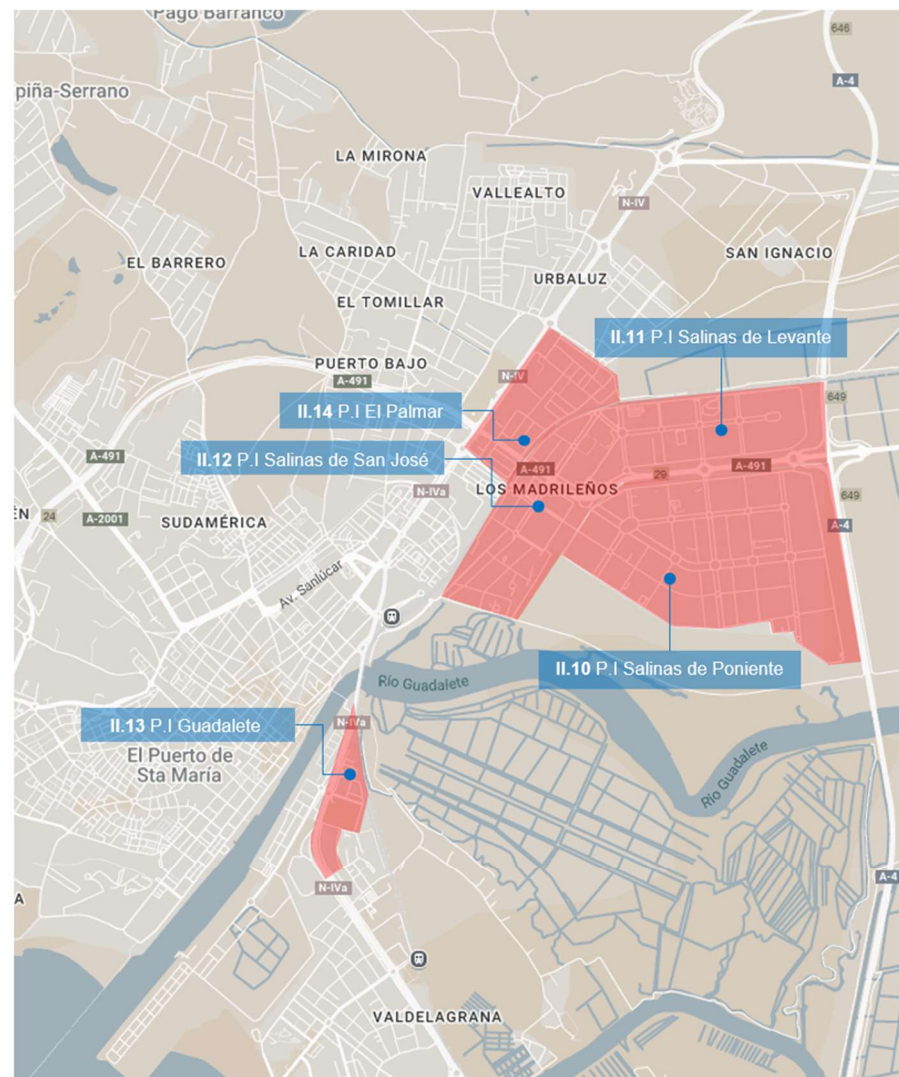 Pago Barranco
646
A-4
piña-Serrano
LA MIRONA
VALLEALTO
N-IV
LA CARIDAD
SAN IGNACIO
EL BARRERO
URBALUZ
EL TOMILLAR
II.11 P.I Salinas de Levante
PUERTO BAJO
A-491
N-IV
649
II.14 P.I El Palmar
II.12 P.I Salinas de San José
A-491
A-491
29
A-491
N-IVa
LOS MADRILEÑOS
649
ÉN
24
A-2001
SUDAMÉRICA
A-4
Av. Sanlúcar
II.10 P.I Salinas de Poniente
Río Guadalete
II.13 P.I Guadalete
N-IVa
El Puerto de
Sta María
Río Guadalete
N-IVa
A-4
A
VALDELAGRANA